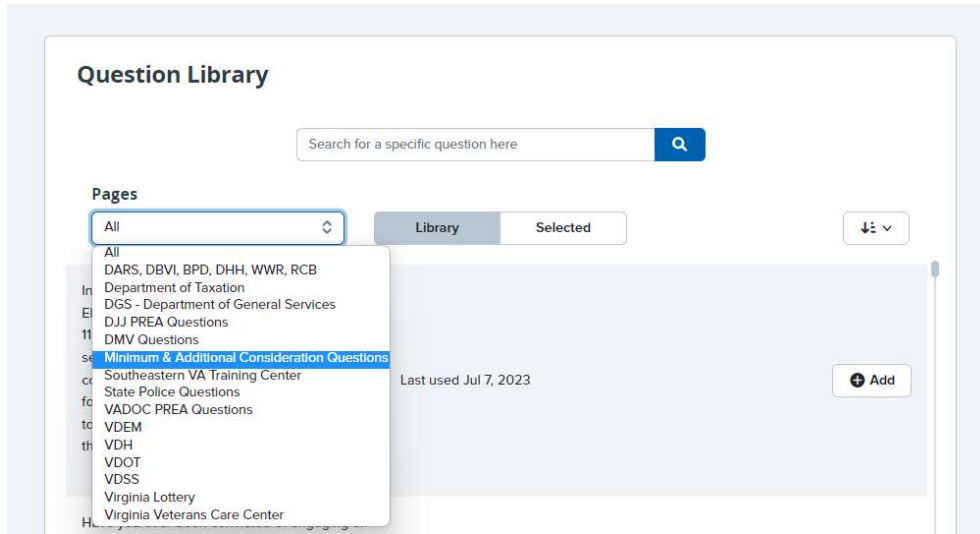 Question Library
Search for a specific question here
Pages
All
Library
Selected
All
DARS, DBVI, BPD, DHH, WWR, RCB
Department of Taxation
DGS - Department of General Services
DJJ PREA Questions
DMV Questions
Minimum & Additional Consideration Questions
Southeastern VA Training Center
State Police Questions
VADOC PREA Questions
VDEM
VDH
VDOT
VDSS
Virginia Lottery
Virginia Veterans Care Center
Last used Jul 7, 2023
Add